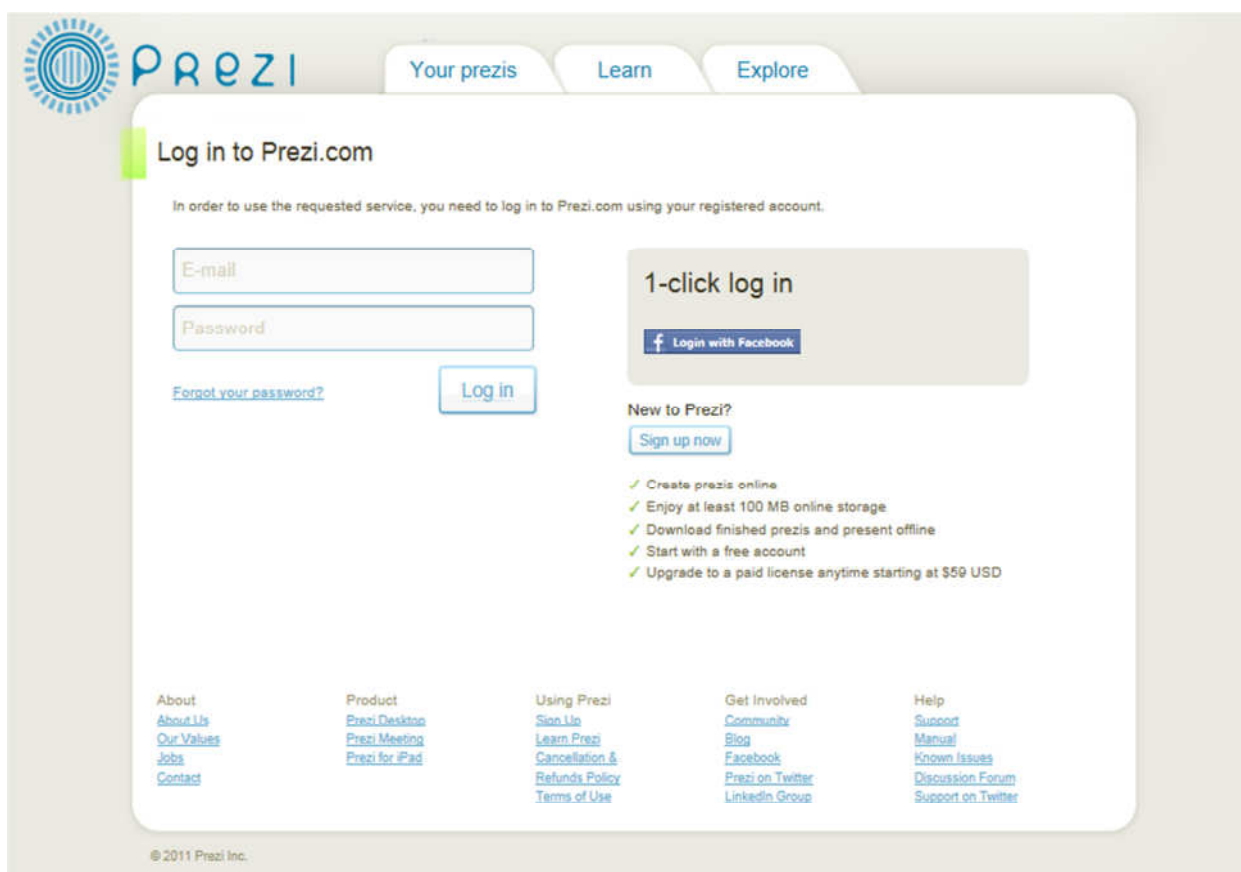 PREZI
Your prezis Learn Explore
Log in to Prezi.com
In order to use the requested service, you need to log in to Prezi.com using your registered account.
E-mail
Password
Forgot your password?
Log in
1-click log in
f Login with Facebook
New to Prezi?
Sign up now
✓ Create prezis online
✓ Enjoy at least 100 MB online storage
✓ Download finished prezis and present offline
✓ Start with a free account
✓ Upgrade to a paid license anytime starting at $59 USD
About
About Us
Our Values
Jobs
Contact
Product
Prezi Desktop
Prezi Meeting
Prezi for iPad
Using Prezi
Sign Up
Learn Prezi
Cancellation &
Refunds Policy
Terms of Use
Get Involved
Community
Blog
Facebook
Prezi on Twitter
LinkedIn Group
Help
Support
Manual
Known Issues
Discussion Forum
Support on Twitter
© 2011 Prezi Inc.